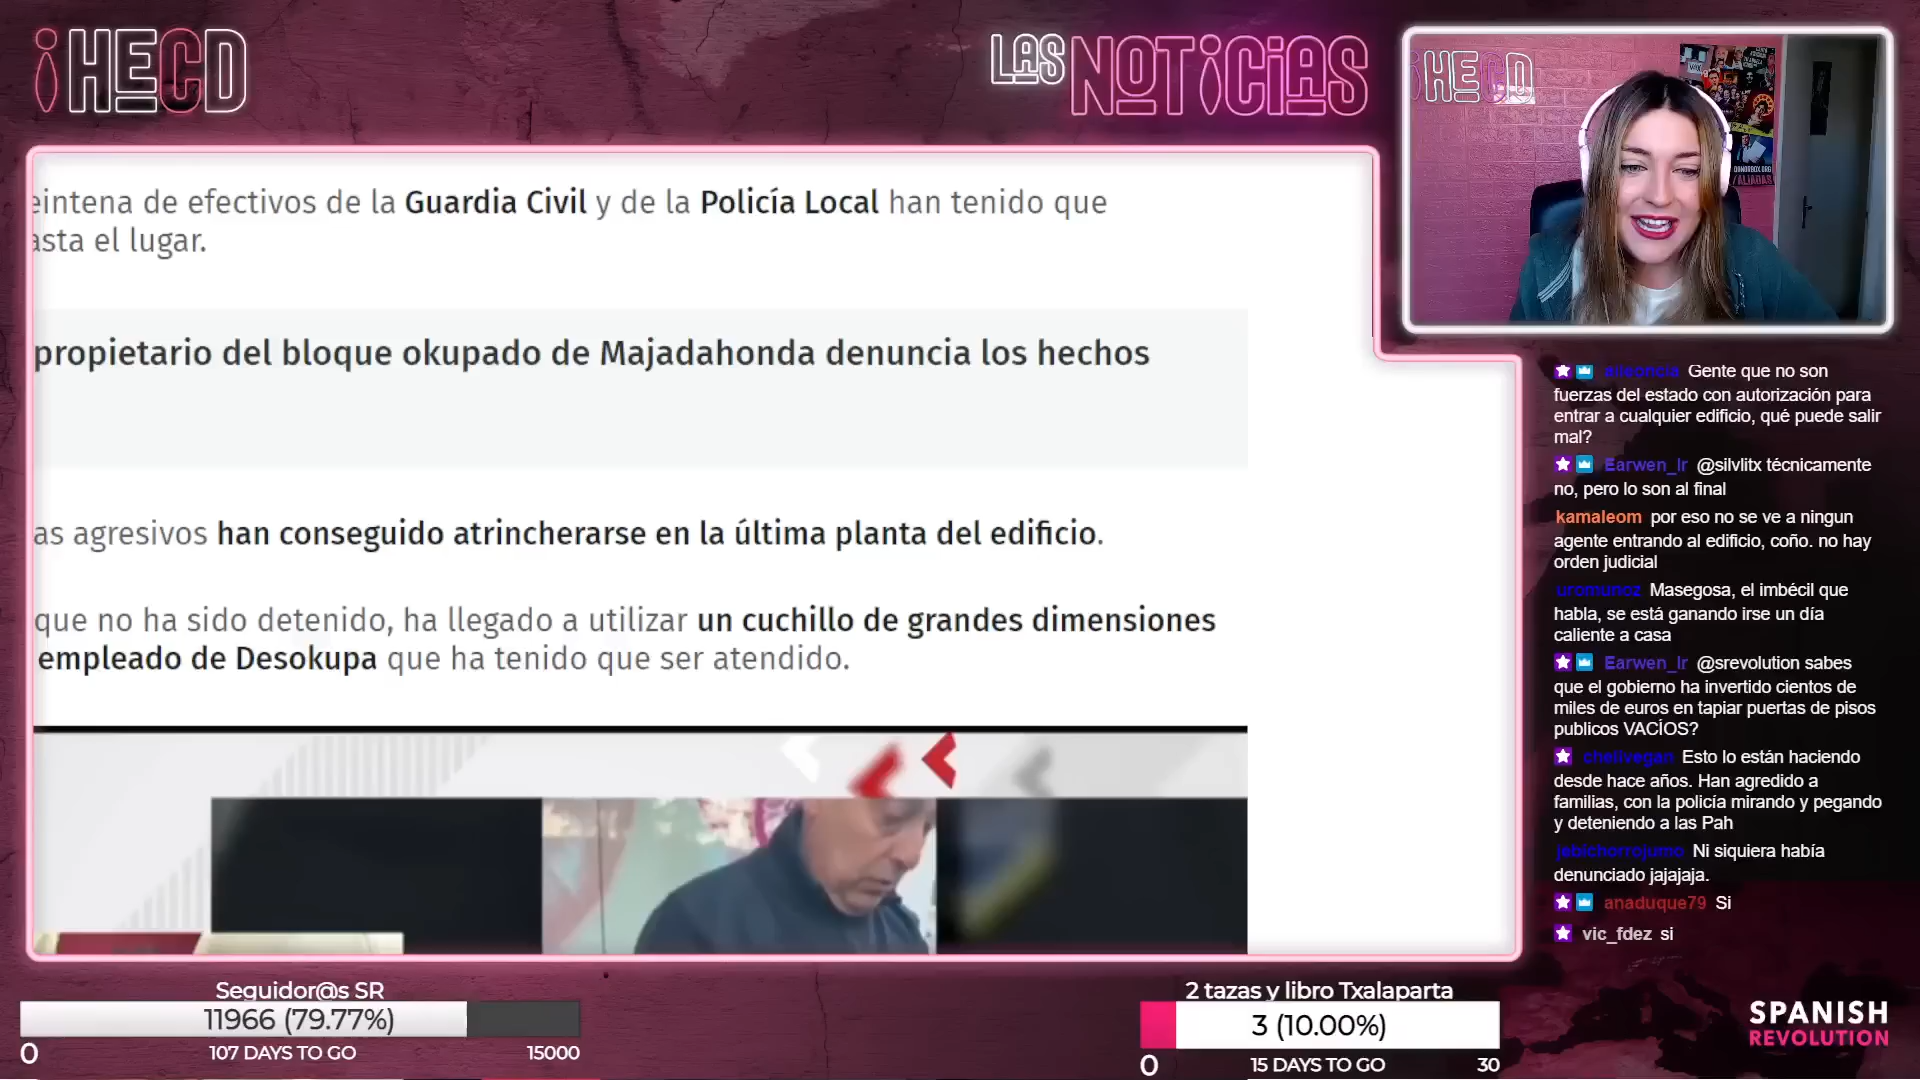 ¡HECD
LAS NOTICIAS
¡HECD
eintena de efectivos de la Guardia Civil y de la Policía Local han tenido que
asta el lugar.
propietario del bloque okupado de Majadahonda denuncia los hechos
as agresivos han conseguido atrincherarse en la última planta del edificio.
que no ha sido detenido, ha llegado a utilizar un cuchillo de grandes dimensiones
empleado de Desokupa que ha tenido que ser atendido.
Gente que no son
fuerzas del estado con autorización para
entrar a cualquier edificio, qué puede salir
mal?
Earwen_lr @silvlitx técnicamente
no, pero lo son al final
kamaleom por eso no se ve a ningun
agente entrando al edificio, coño. no hay
orden judicial
uromunoz Masegosa, el imbécil que
habla, se está ganando irse un día
caliente a casa
Earwen_lr @srevolution sabes
que el gobierno ha invertido cientos de
miles de euros en tapiar puertas de pisos
publicos VACÍOS?
chelivegan Esto lo están haciendo
desde hace años. Han agredido a
familias, con la policía mirando y pegando
y deteniendo a las Pah
jebichorrojumo Ni siquiera había
denunciado jajajaja.
anaduque79 Si
vic_fdez si
Seguidor@s SR
11966 (79.77%)
0 107 DAYS TO GO 15000
2 tazas y libro Txalaparta
3 (10.00%)
0 15 DAYS TO GO 30
SPANISH
REVOLUTION